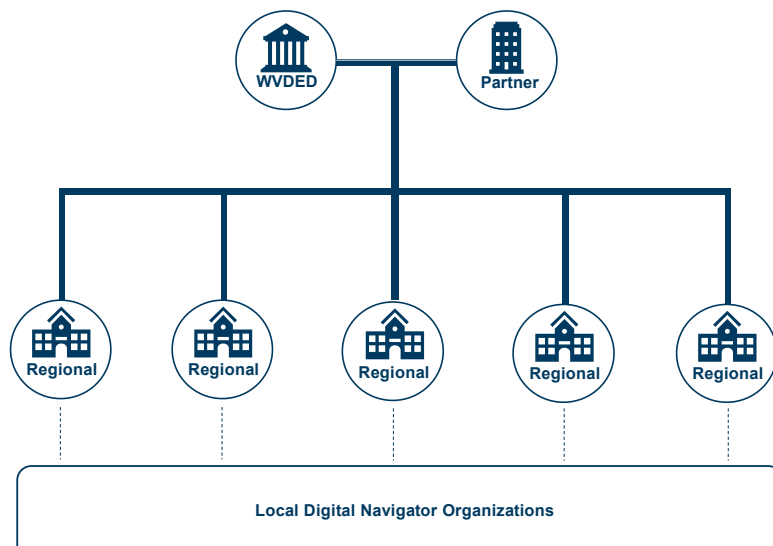 WVDED
Partner
Regional
Regional
Regional
Regional
Regional
Local Digital Navigator Organizations